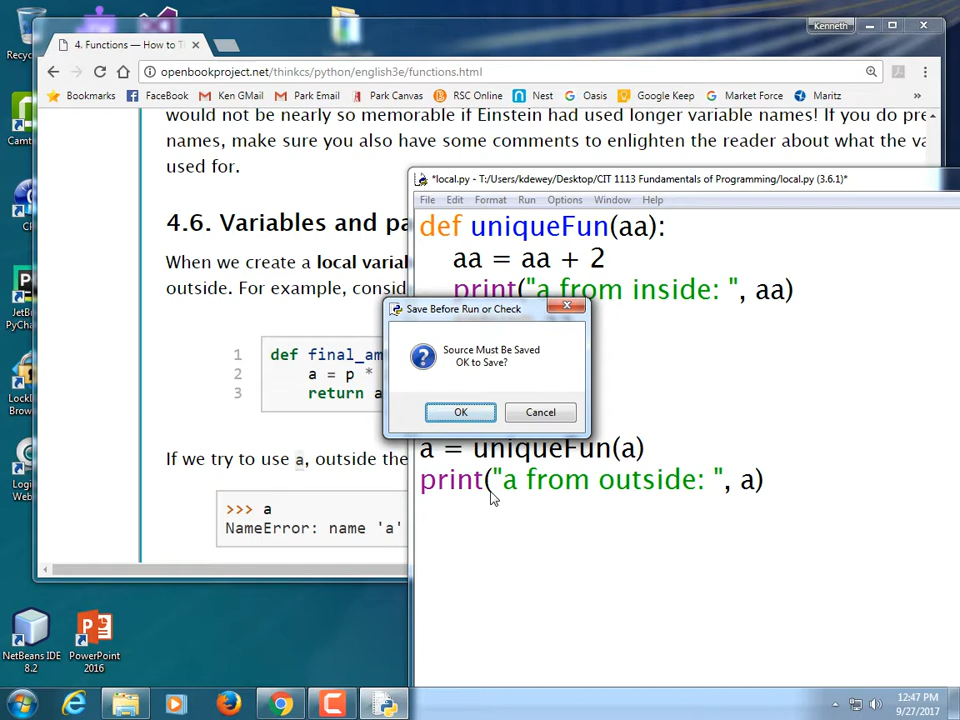 Kenneth
Recyc
4. Functions — How to T
openbookproject.net/thinkcs/python/english3e/functions.html
Bookmarks FaceBook Ken GMail Park Email Park Canvas RSC Online Nest Oasis Google Keep Market Force Maritz »
would not be nearly so memorable if Einstein had used longer variable names! If you do pre
names, make sure you also have some comments to enlighten the reader about what the va
used for.
4.6. Variables and pa
When we create a local varial
outside. For example, consid
1 def final_am
2 a = p *
3 return a
If we try to use a, outside the
>>> a
NameError: name 'a'
*local.py - T:/Users/kdewey/Desktop/CIT 1113 Fundamentals of Programming/local.py (3.6.1)*
File Edit Format Run Options Window Help
def uniqueFun(aa):
aa = aa + 2
print("a from inside: ", aa)
Save Before Run or Check
Source Must Be Saved
OK to Save?
OK Cancel
a = uniqueFun(a)
print("a from outside: ", a)
Camt
JetBr
PyCha
LockD
Brow
Logi
Web
NetBeans IDE
8.2
PowerPoint
2016
12:47 PM
9/27/2017